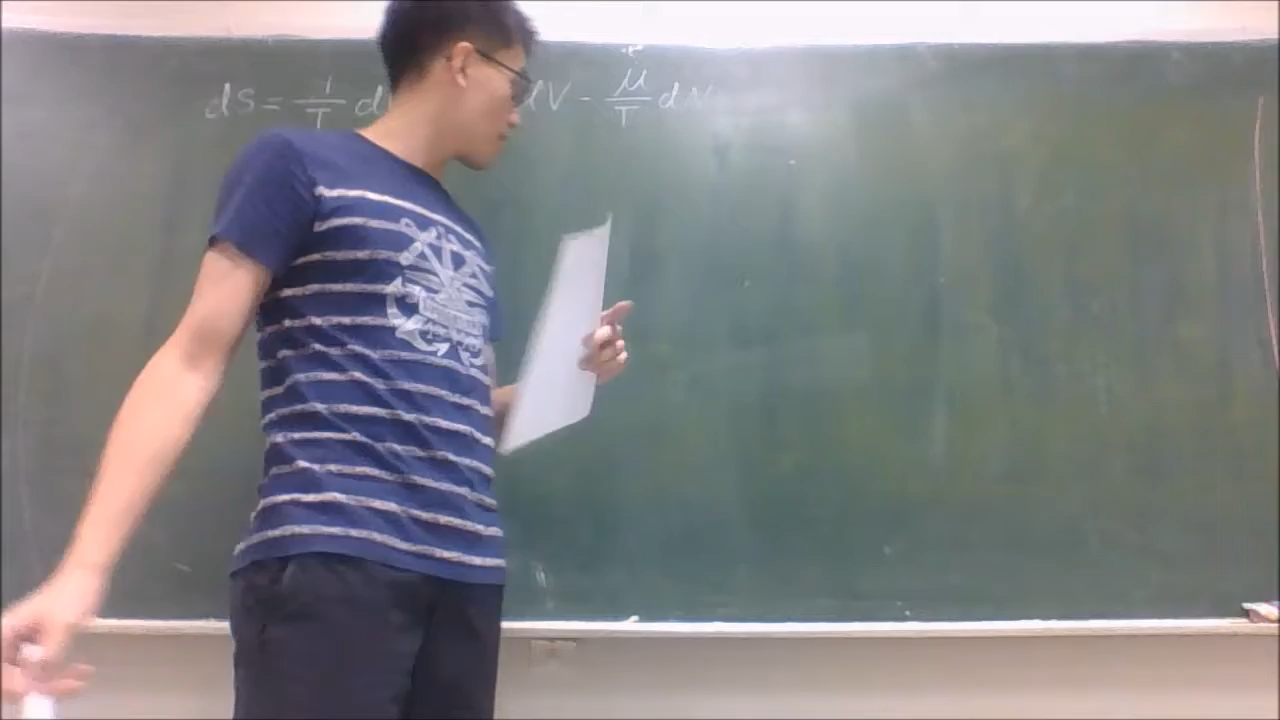 dS = 1/T d dV - μ/T dN